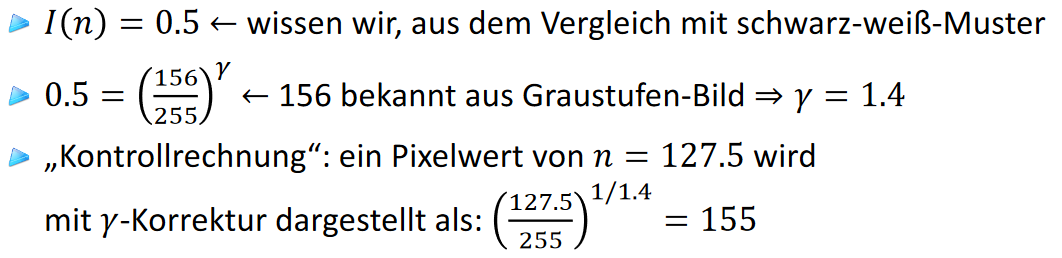 I(n) = 0.5 ← wissen wir, aus dem Vergleich mit schwarz-weiß-Muster
0.5 = (156/255)^γ ← 156 bekannt aus Graustufen-Bild ⇒ γ = 1.4
„Kontrollrechnung“: ein Pixelwert von n = 127.5 wird
mit γ-Korrektur dargestellt als: (127.5/255)^1/1.4 = 155